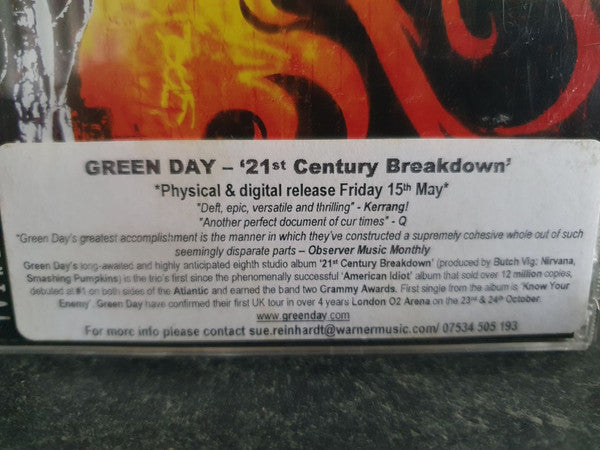 GREEN DAY – '21st Century Breakdown'
*Physical & digital release Friday 15th May*
"Deft, epic, versatile and thrilling" - Kerrang!
"Another perfect document of our times" - Q
"Green Day's greatest accomplishment is the manner in which they've constructed a supremely cohesive whole out of such
seemingly disparate parts – Observer Music Monthly
Green Day's long-awaited and highly anticipated eighth studio album '21st Century Breakdown' (produced by Butch Vig: Nirvana,
Smashing Pumpkins) is the trio's first since the phenomenally successful 'American Idiot' album that sold over 12 million copies,
debuted at #1 on both sides of the Atlantic and earned the band two Grammy Awards. First single from the album is 'Know Your
Enemy'. Green Day have confirmed their first UK tour in over 4 years London O2 Arena on the 23rd & 24th October.
www.greenday.com
For more info please contact sue.reinhardt@warnermusic.com/ 07534 505 193